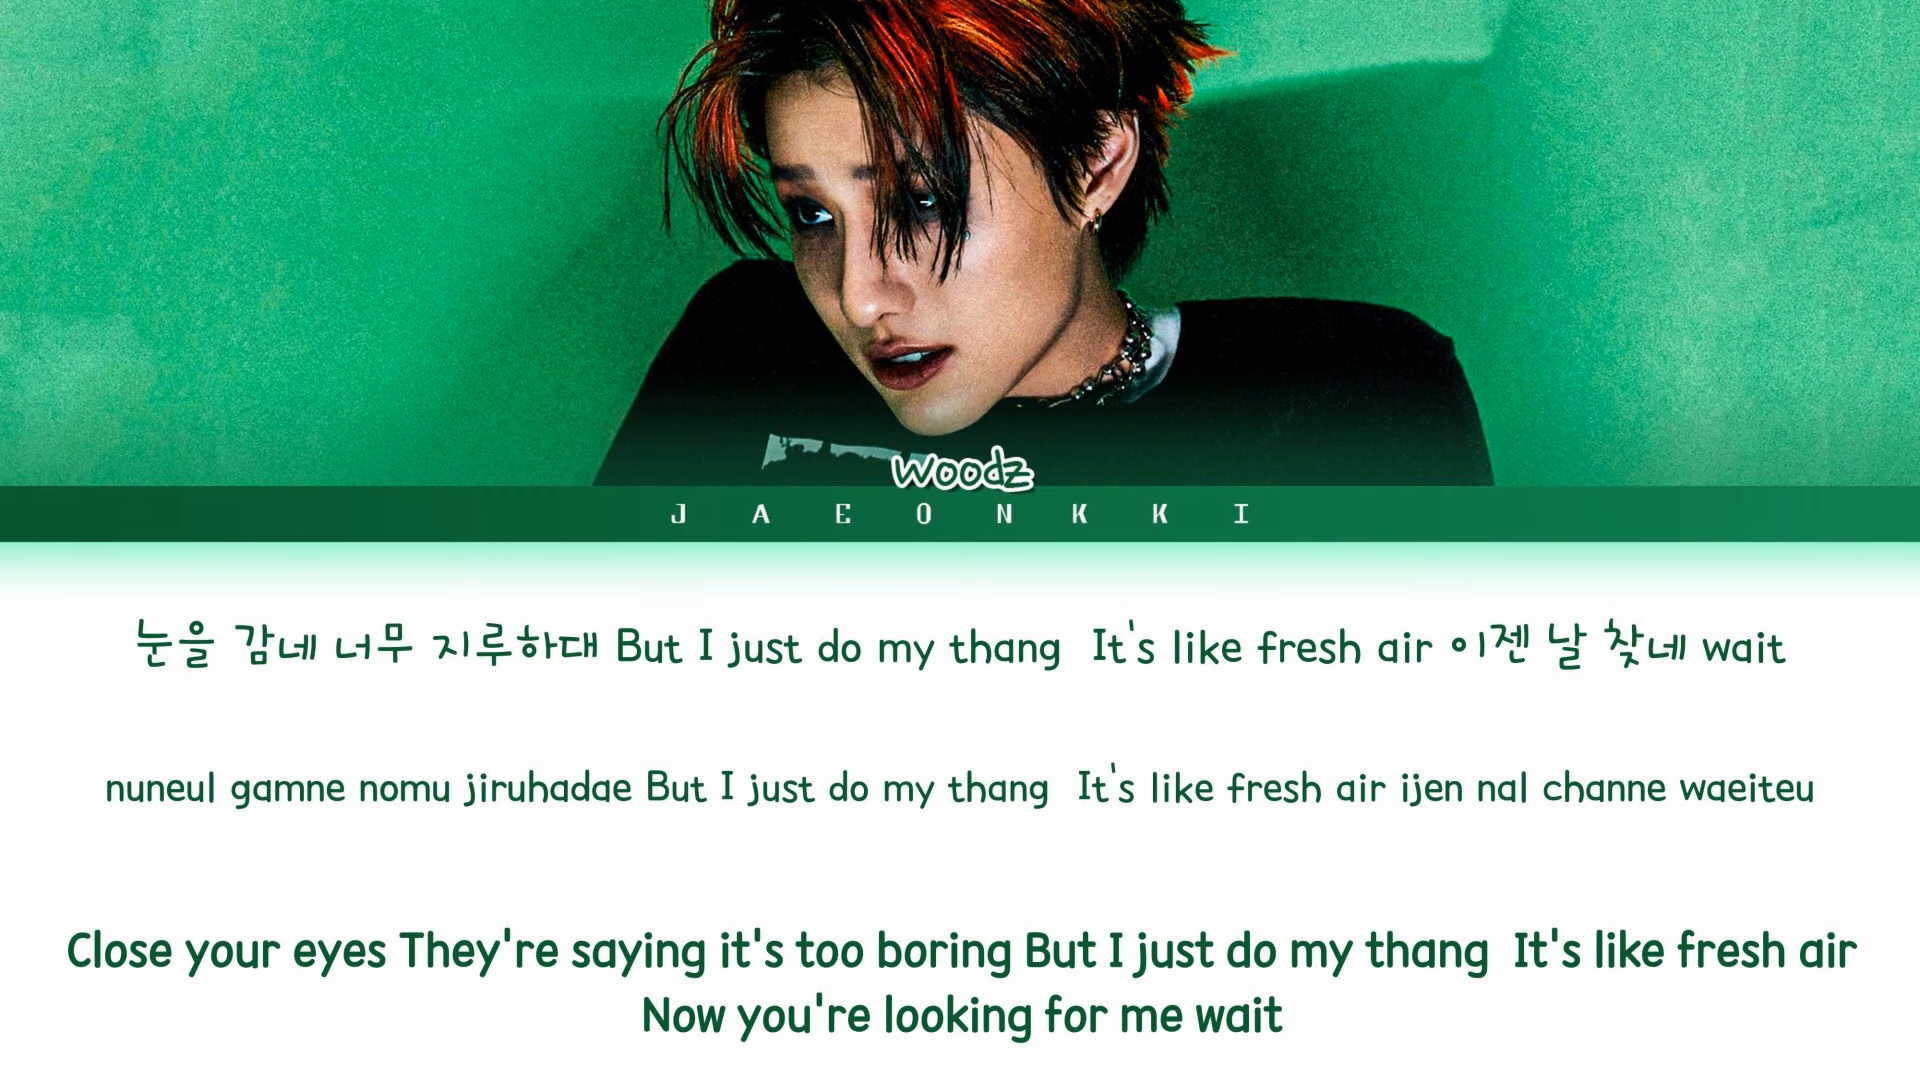 woodz
JAEONKKI
눈을 감네 너무 지루하대 But I just do my thang It's like fresh air 이젠 날 찾네 wait
nuneul gamne nomu jiruhadae But I just do my thang It's like fresh air ijen nal channe waeiteu
Close your eyes They're saying it's too boring But I just do my thang It's like fresh air
Now you're looking for me wait